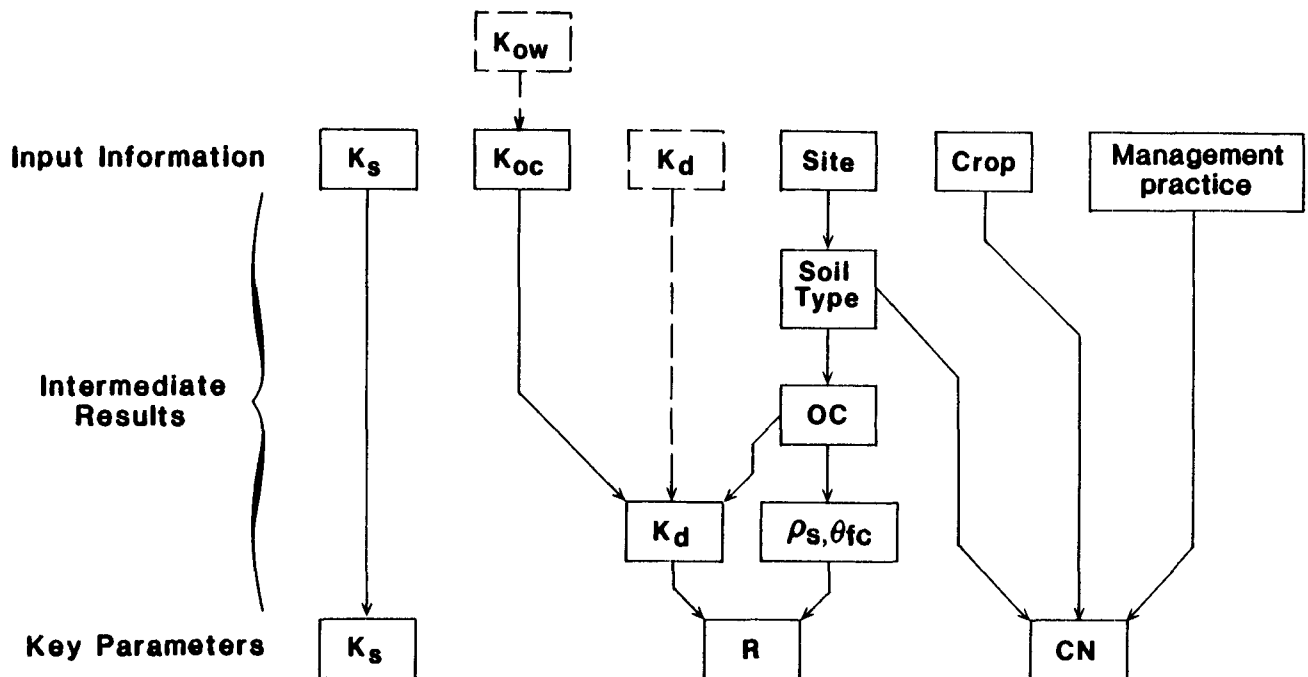 Kow
Input Information Ks Koc Kd Site Crop Management practice
Soil
Type
Intermediate
Results
OC
Kd ρs,θfc
Key Parameters Ks R CN